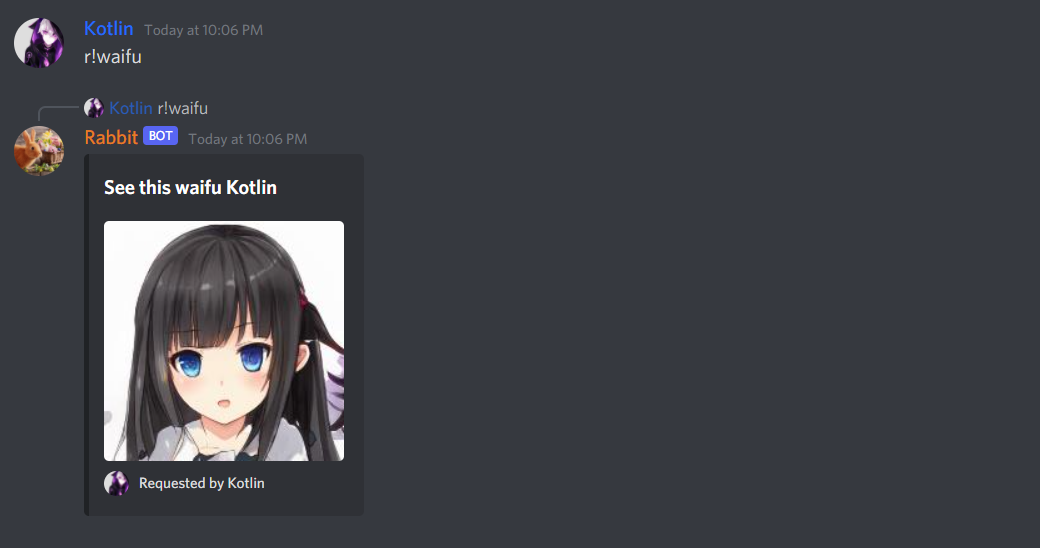 Kotlin Today at 10:06 PM
r!waifu
Kotlin r!waifu
Rabbit BOT Today at 10:06 PM
See this waifu Kotlin
Requested by Kotlin